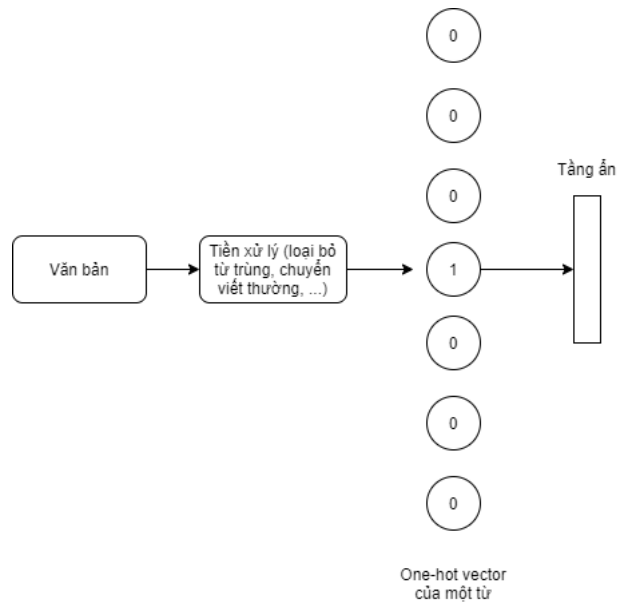 0
0
0
Tầng ẩn
Văn bản
Tiền xử lý (loại bỏ
từ trùng, chuyển
viết thường, ...)
1
0
0
0
One-hot vector
của một từ